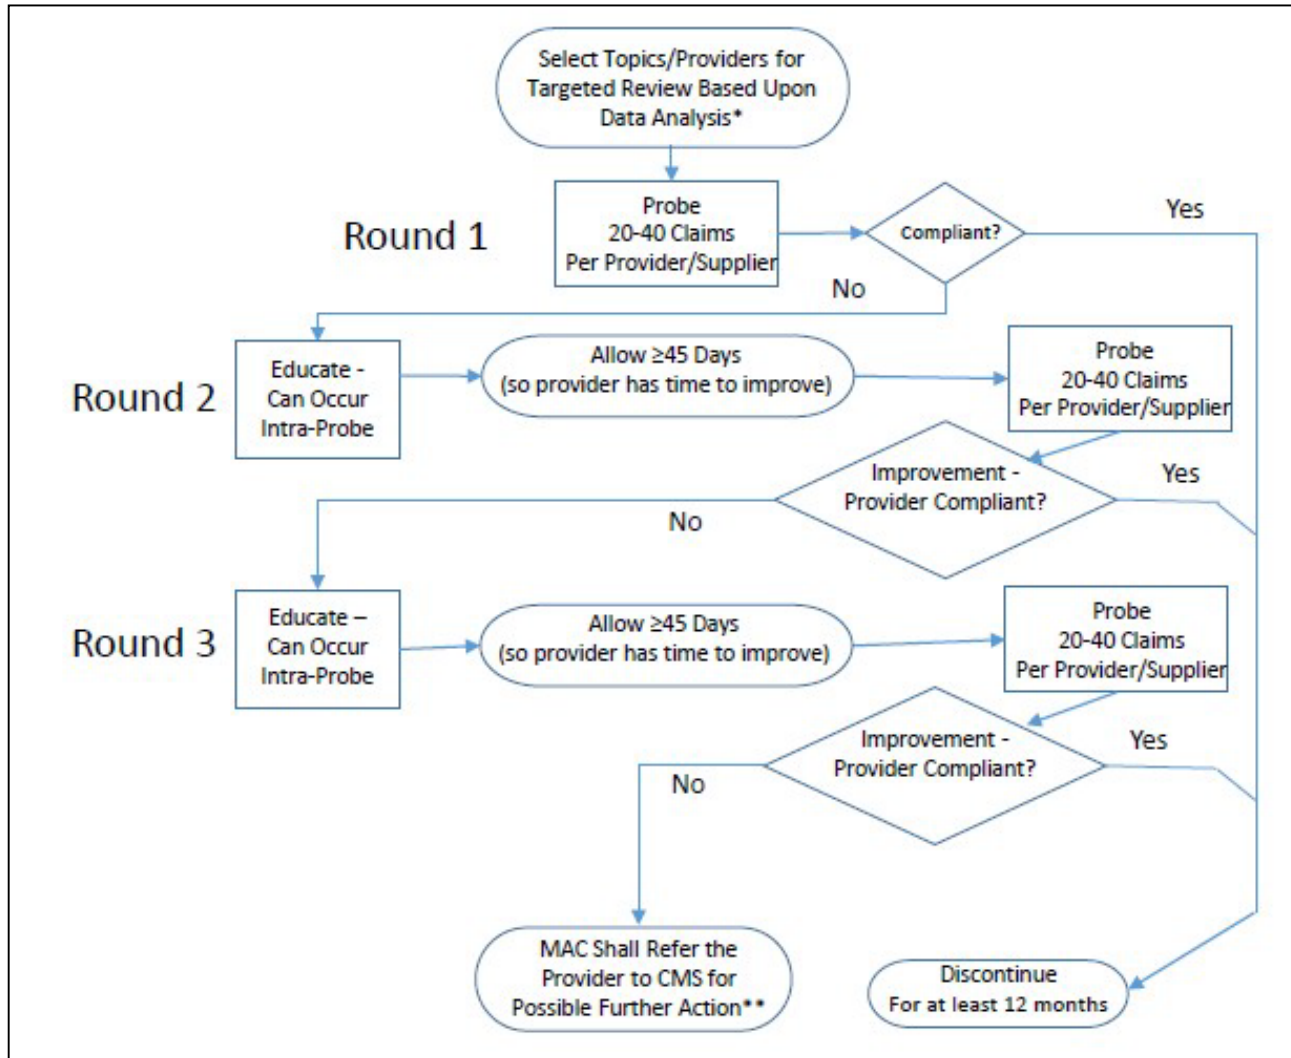 Select Topics/Providers for
Targeted Review Based Upon
Data Analysis*
Round 1
Probe
20-40 Claims
Per Provider/Supplier
Compliant?
Yes
No
Round 2
Educate -
Can Occur
Intra-Probe
Allow ≥45 Days
(so provider has time to improve)
Probe
20-40 Claims
Per Provider/Supplier
Improvement -
Provider Compliant?
Yes
No
Round 3
Educate –
Can Occur
Intra-Probe
Allow ≥45 Days
(so provider has time to improve)
Probe
20-40 Claims
Per Provider/Supplier
Improvement -
Provider Compliant?
Yes
No
MAC Shall Refer the
Provider to CMS for
Possible Further Action**
Discontinue
For at least 12 months